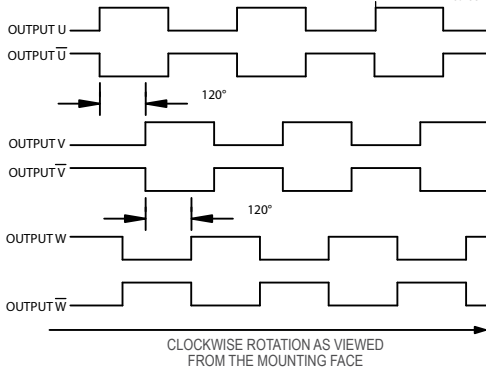 OUTPUT U
OUTPUT U̅
120°
OUTPUT V
OUTPUT V̅
120°
OUTPUT W
OUTPUT W̅
CLOCKWISE ROTATION AS VIEWED
FROM THE MOUNTING FACE